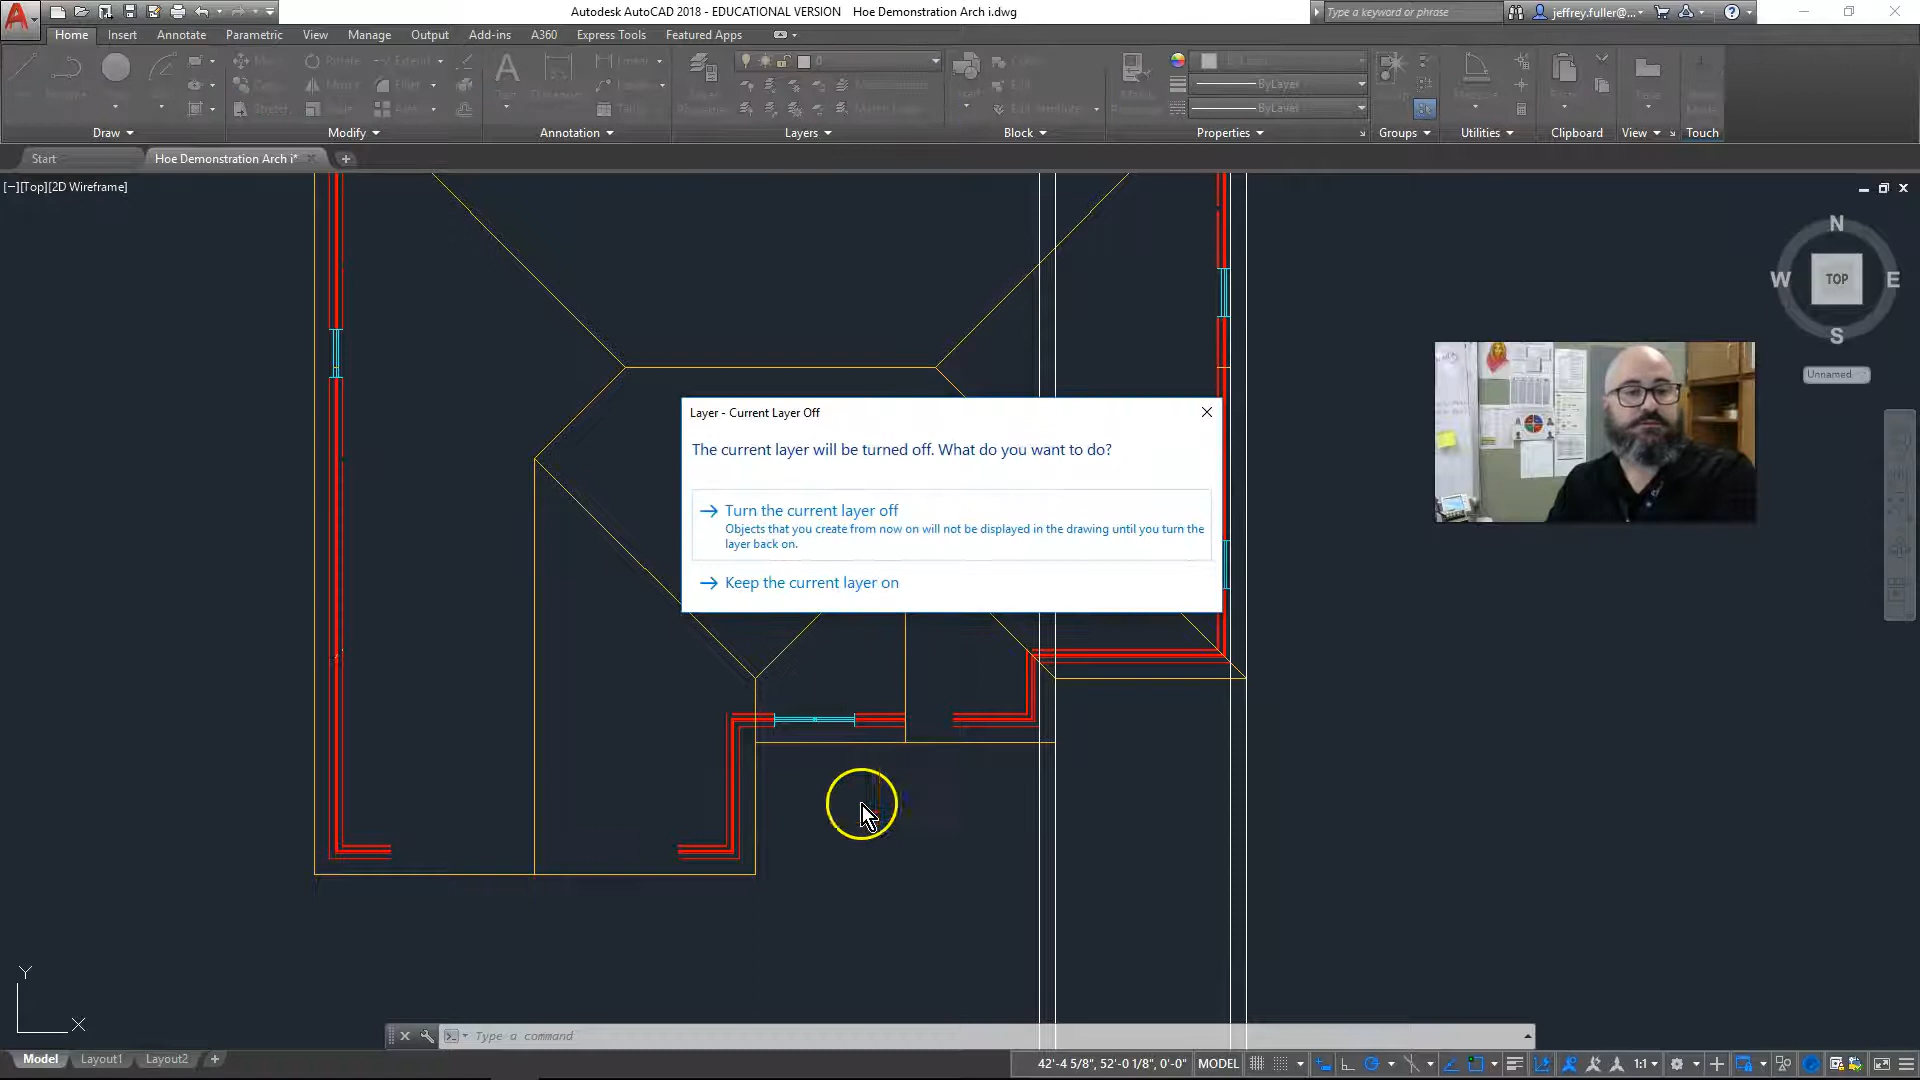 Autodesk AutoCAD 2018 - EDUCATIONAL VERSION Hoe Demonstration Arch i.dwg
Type a keyword or phrase
jeffrey.fuller@...
Home Insert Annotate Parametric View Manage Output Add-ins A360 Express Tools Featured Apps
0
ByLayer
ByLayer
Draw Modify Annotation Layers Block Properties Groups Utilities Clipboard View Touch
Start Hoe Demonstration Arch i*
[−][Top][2D Wireframe]
N
W TOP E
S
Unnamed
Layer - Current Layer Off
The current layer will be turned off. What do you want to do?
Turn the current layer off
Objects that you create from now on will not be displayed in the drawing until you turn the
layer back on.
Keep the current layer on
Y
X
Type a command
Model Layout1 Layout2
42'-4 5/8", 52'-0 1/8", 0'-0" MODEL
1:1